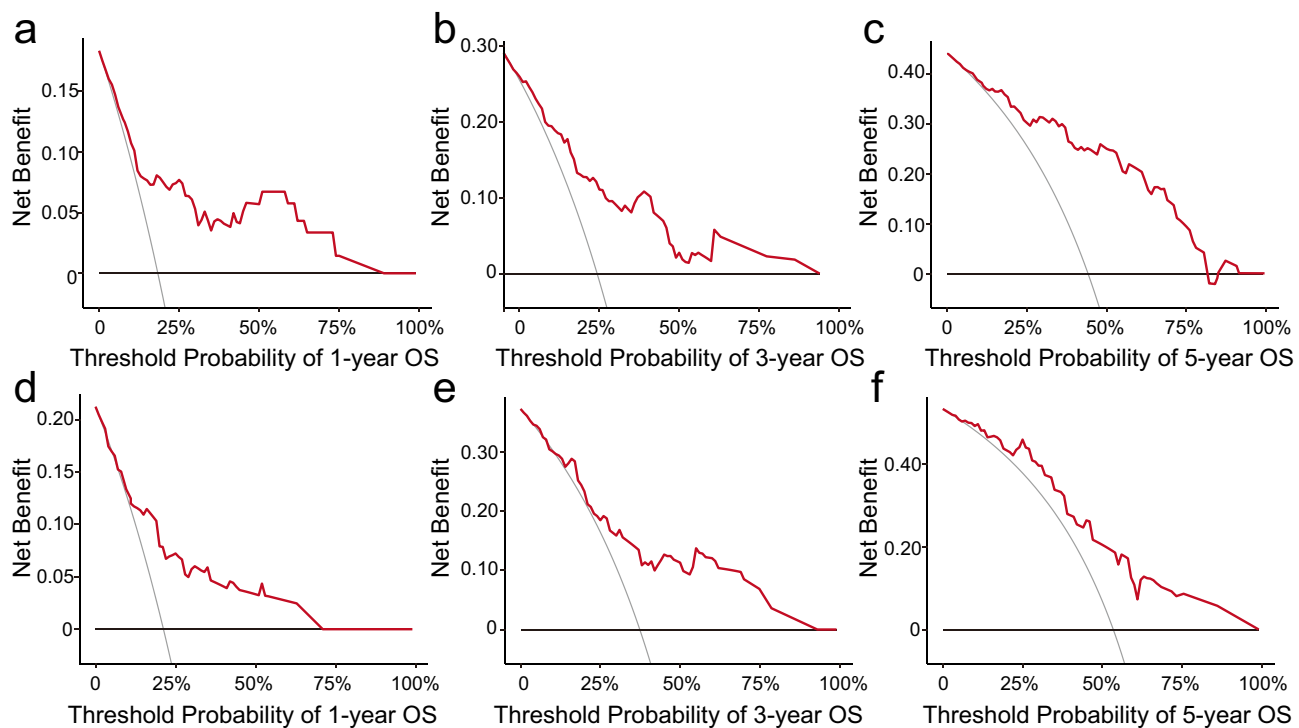 a
0.15
0.10
0.05
0
Net Benefit
0 25% 50% 75% 100%
Threshold Probability of 1-year OS
b
0.30
0.20
0.10
0
Net Benefit
0 25% 50% 75% 100%
Threshold Probability of 3-year OS
c
0.40
0.30
0.20
0.10
0
Net Benefit
0 25% 50% 75% 100%
Threshold Probability of 5-year OS
d
0.20
0.15
0.10
0.05
0
Net Benefit
0 25% 50% 75% 100%
Threshold Probability of 1-year OS
e
0.30
0.20
0.10
0
Net Benefit
0 25% 50% 75% 100%
Threshold Probability of 3-year OS
f
0.40
0.20
0
Net Benefit
0 25% 50% 75% 100%
Threshold Probability of 5-year OS